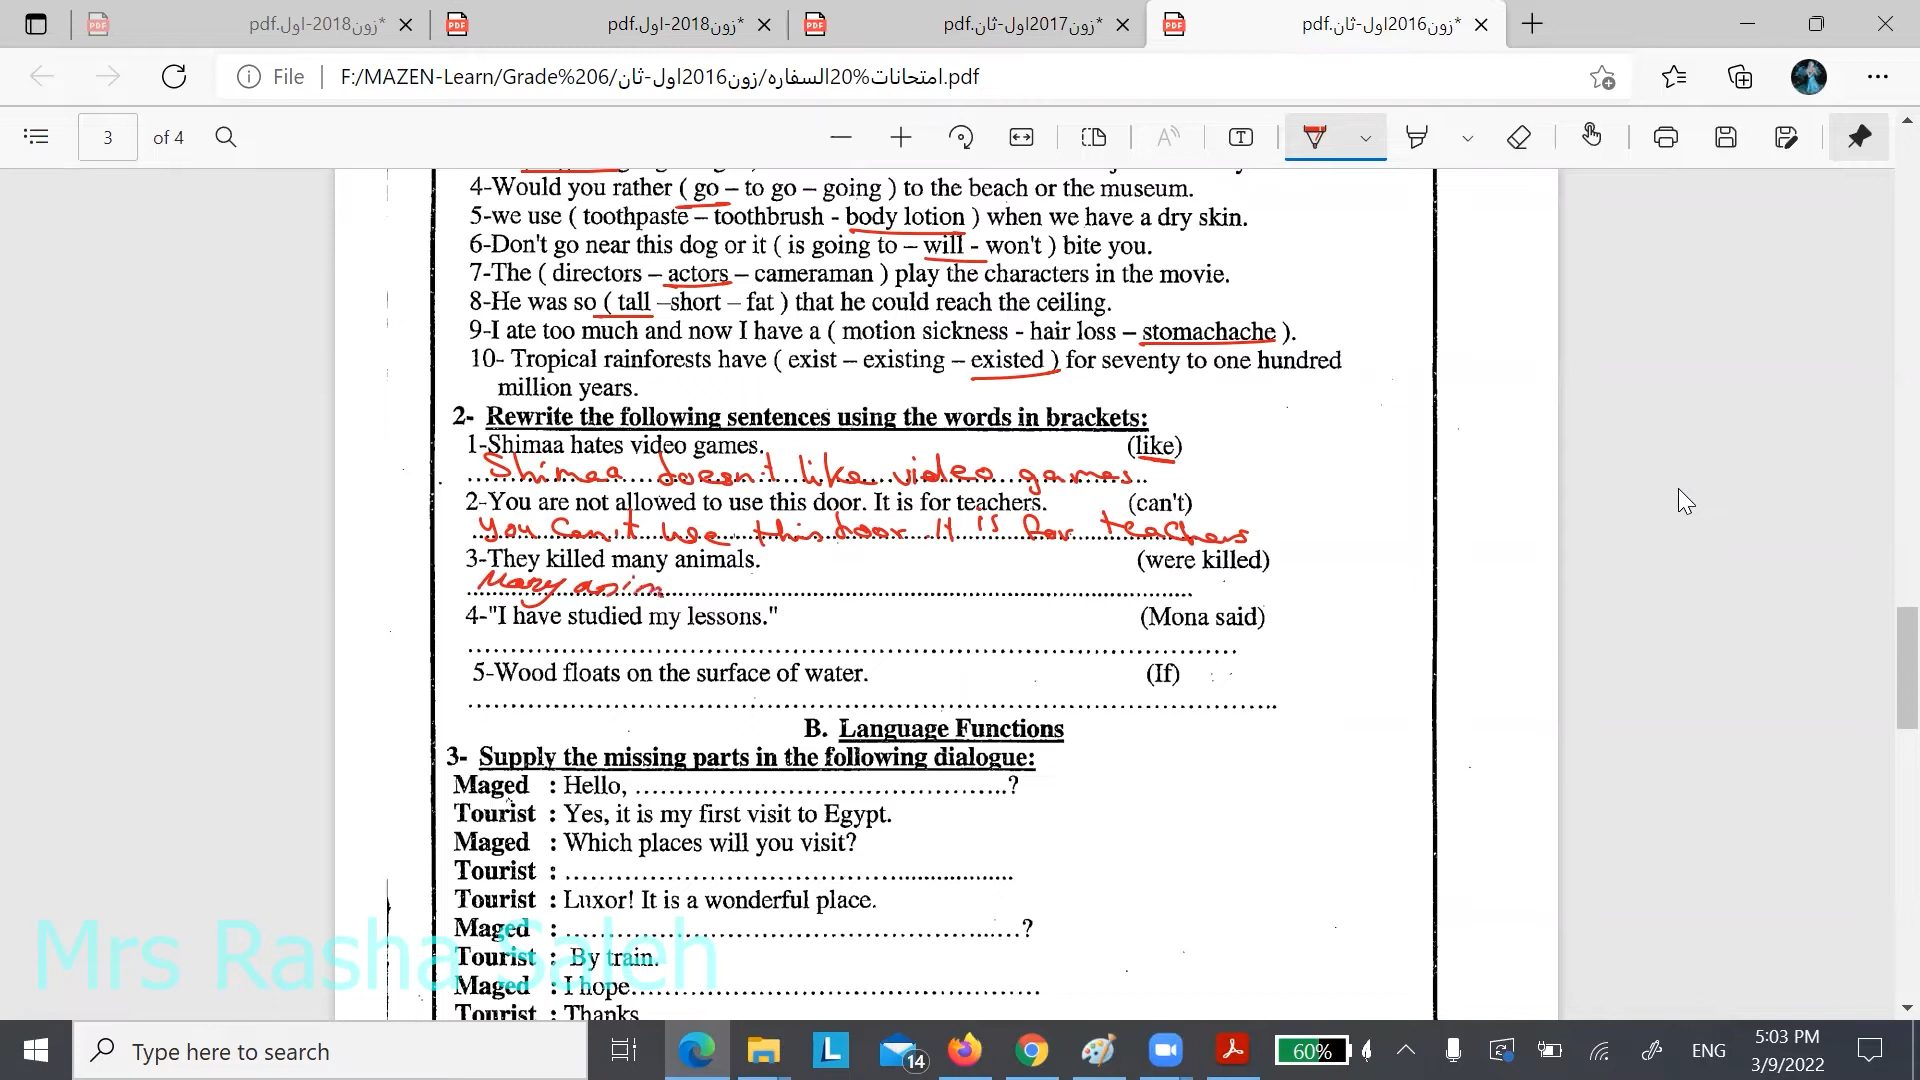 *زون2018-اول.pdf
*زون2018-اول.pdf
*زون2017اول-ثان.pdf
*زون2016اول-ثان.pdf
File | F:/MAZEN-Learn/Grade%206/امتحانات%20السفاره/زون2016اول-ثان.pdf
3 of 4
4-Would you rather ( go – to go – going ) to the beach or the museum.
5-we use ( toothpaste – toothbrush - body lotion ) when we have a dry skin.
6-Don't go near this dog or it ( is going to – will - won't ) bite you.
7-The ( directors – actors – cameraman ) play the characters in the movie.
8-He was so ( tall –short – fat ) that he could reach the ceiling.
9-I ate too much and now I have a ( motion sickness - hair loss – stomachache ).
10- Tropical rainforests have ( exist – existing – existed ) for seventy to one hundred
million years.
2- Rewrite the following sentences using the words in brackets:
1-Shimaa hates video games. (like)
Shimaa doesn't like video games
2-You are not allowed to use this door. It is for teachers. (can't)
you can't use this door. It is for teachers
3-They killed many animals. (were killed)
Many anim
4-"I have studied my lessons." (Mona said)
5-Wood floats on the surface of water. (If)
B. Language Functions
3- Supply the missing parts in the following dialogue:
Maged : Hello, ..........................................?
Tourist : Yes, it is my first visit to Egypt.
Maged : Which places will you visit?
Tourist : ..................................................
Tourist : Luxor! It is a wonderful place.
Maged : ..................................................?
Tourist : By train.
Maged : I hope..............................................
Tourist : Thanks
Mrs Rasha Saleh
Type here to search
14
60%
ENG
5:03 PM
3/9/2022